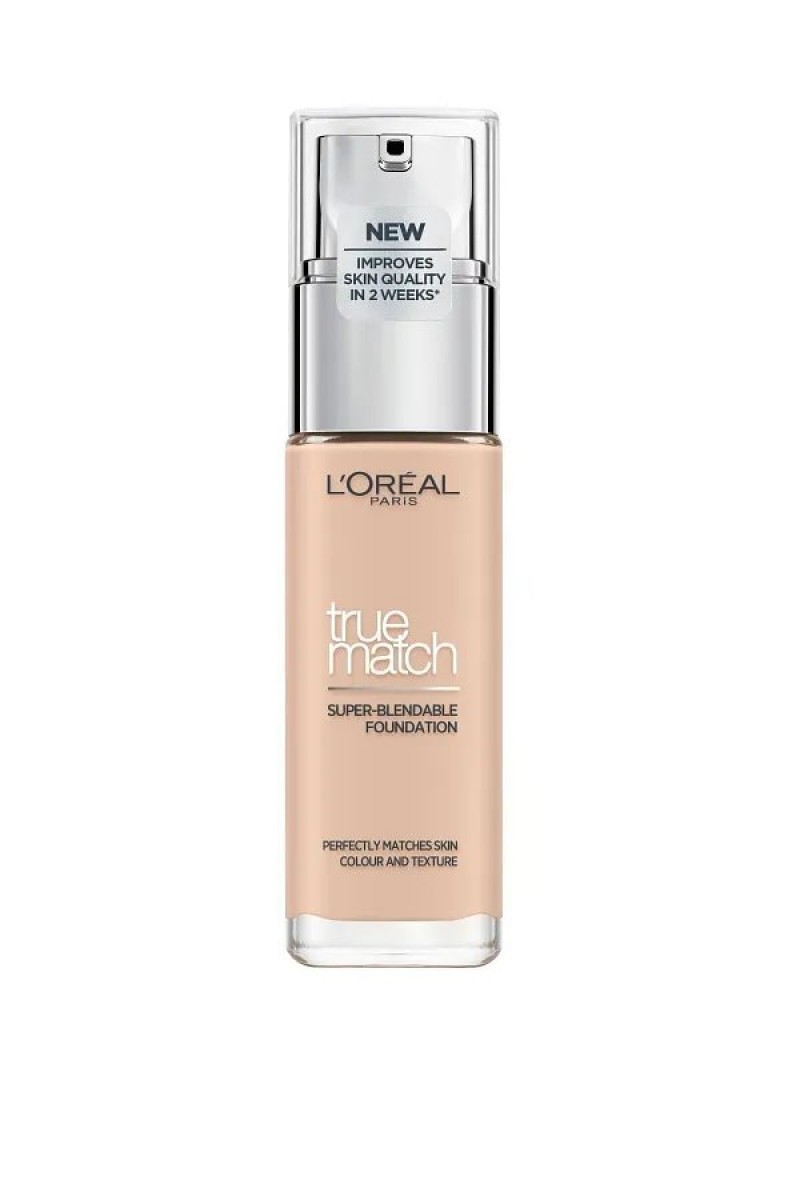 NEW
IMPROVES
SKIN QUALITY
IN 2 WEEKS*
L'ORÉAL
PARIS
true
match
SUPER-BLENDABLE
FOUNDATION
PERFECTLY MATCHES SKIN
COLOUR AND TEXTURE